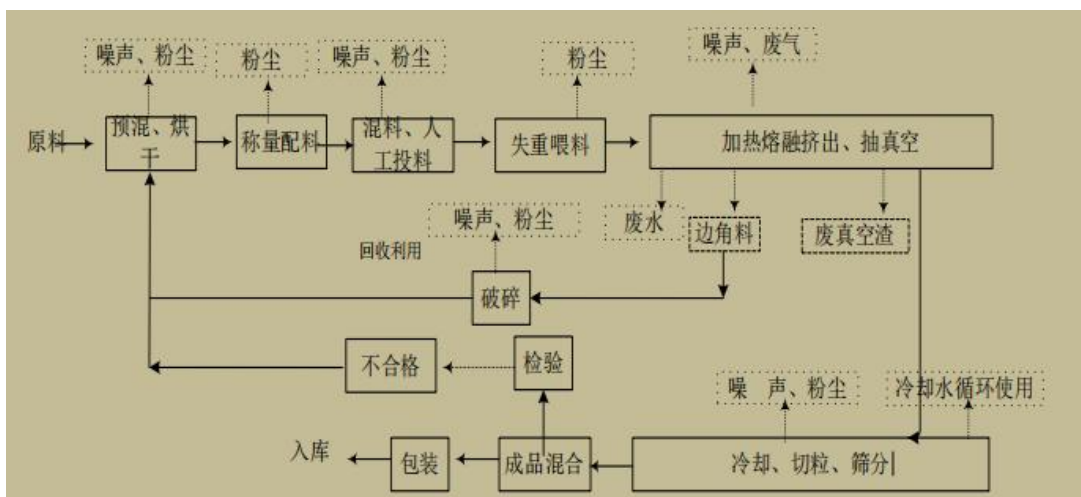 噪声、粉尘
粉尘
噪声、粉尘
粉尘
噪声、废气
原料
预混、烘
干
称量配料
混料、人
工投料
失重喂料
加热熔融挤出、抽真空
噪声、粉尘
废水
边角料
废真空渣
回收利用
破碎
不合格
检验
噪 声、粉尘
冷却水循环使用
入库
包装
成品混合
冷却、切粒、筛分